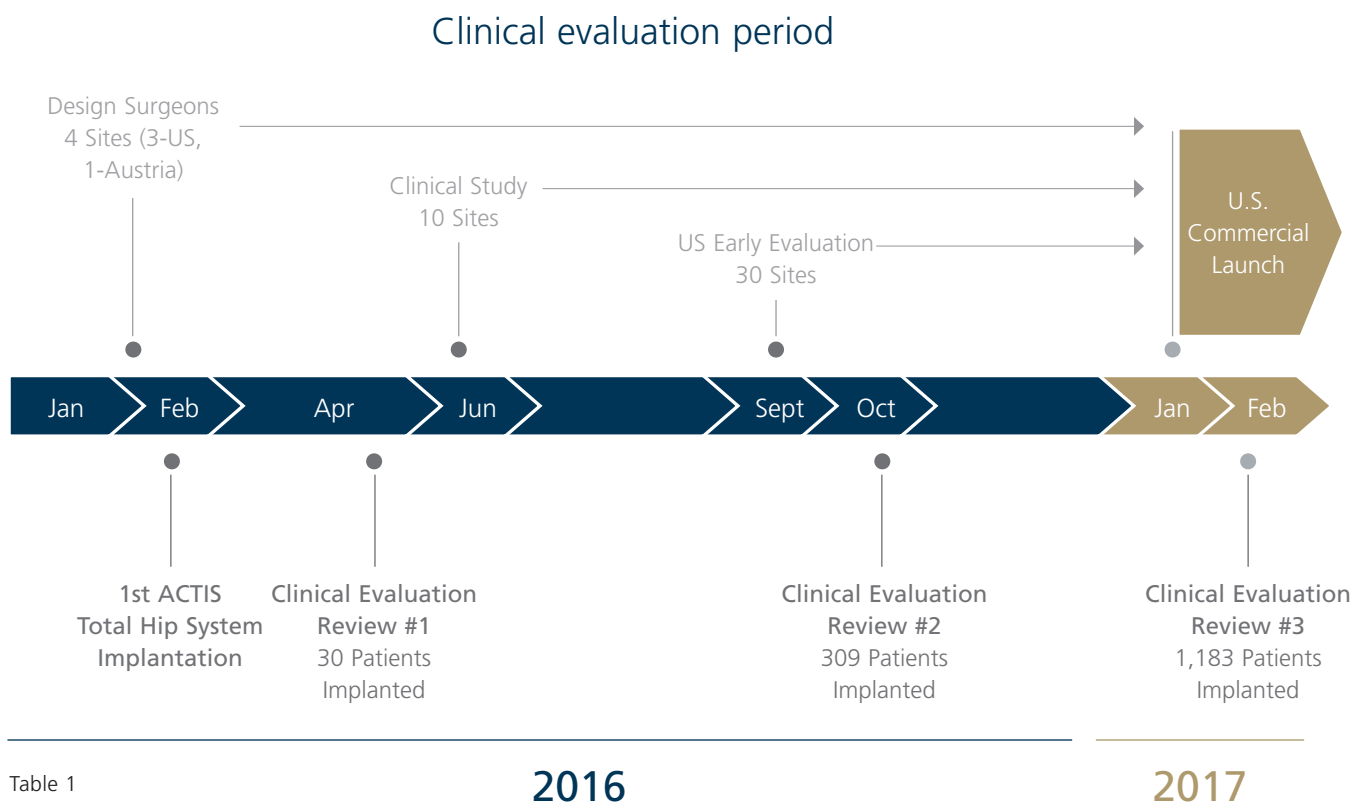 Clinical evaluation period
Design Surgeons
4 Sites (3-US,
1-Austria)
Clinical Study
10 Sites
US Early Evaluation
30 Sites
U.S.
Commercial
Launch
Jan
Feb
Apr
Jun
Sept
Oct
Jan
Feb
1st ACTIS
Total Hip System
Implantation
Clinical Evaluation
Review #1
30 Patients
Implanted
Clinical Evaluation
Review #2
309 Patients
Implanted
Clinical Evaluation
Review #3
1,183 Patients
Implanted
Table 1
2016
2017